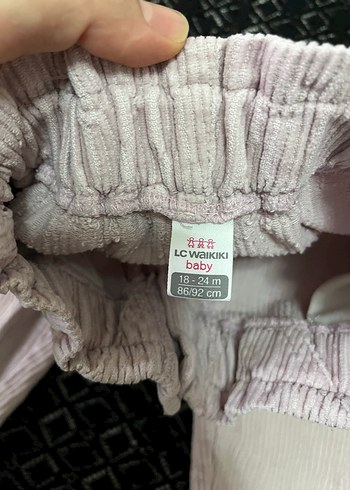 LC WAIKIKI
baby
18 - 24 m
86/92 cm